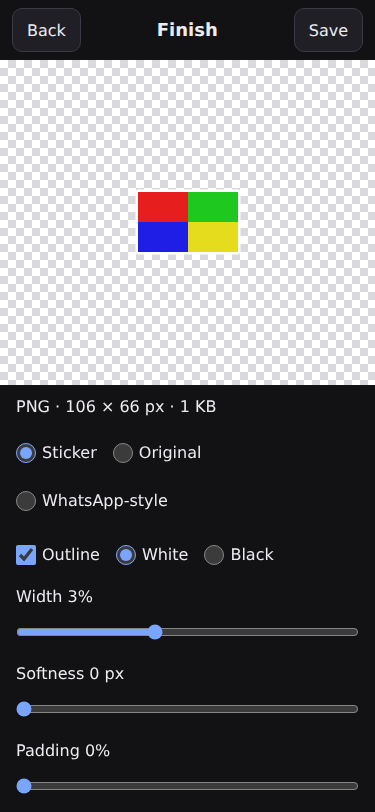 Back Finish Save
PNG · 106 × 66 px · 1 KB
Sticker Original
WhatsApp-style
Outline White Black
Width 3%
Softness 0 px
Padding 0%